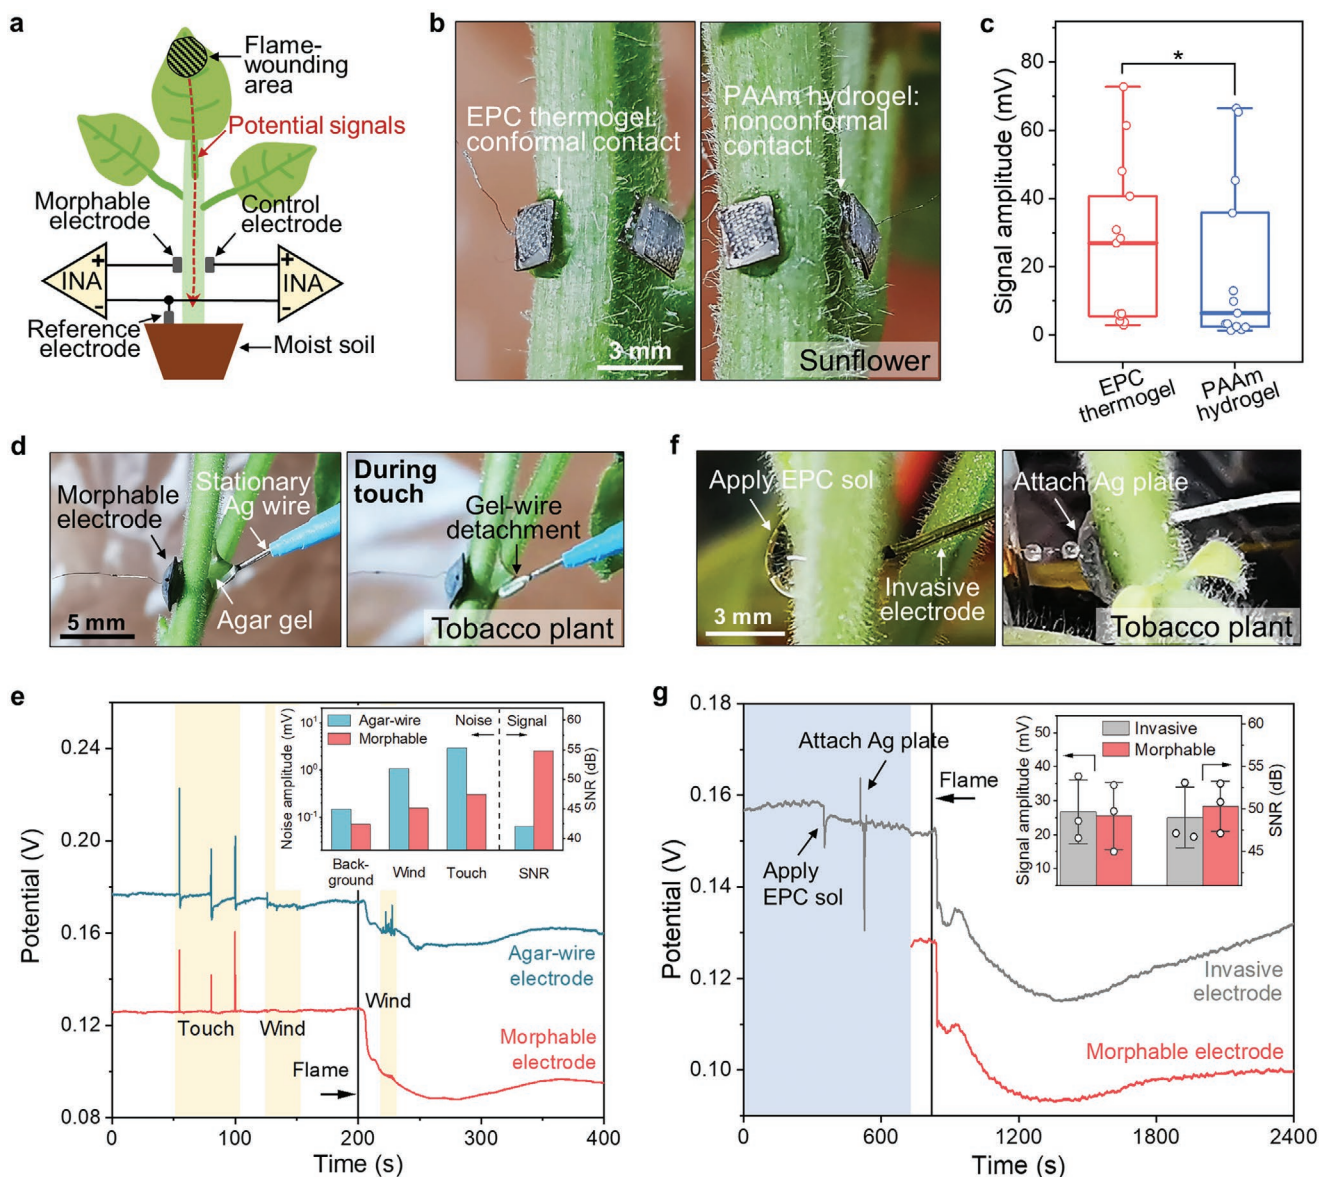 a
Flame-
wounding
area
Potential signals
Morphable
electrode
Control
electrode
INA
+
-
INA
+
-
Reference
electrode
Moist soil
b
EPC thermogel:
conformal contact
3 mm
PAAm hydrogel:
nonconformal
contact
Sunflower
c
Signal amplitude (mV)
80
60
40
20
0
*
EPC
thermogel
PAAm
hydrogel
d
Morphable
electrode
Stationary
Ag wire
Agar gel
5 mm
During
touch
Gel-wire
detachment
Tobacco plant
f
Apply EPC sol
Invasive
electrode
3 mm
Attach Ag plate
Tobacco plant
e
Potential (V)
0.24
0.20
0.16
0.12
0.08
0
100
200
300
400
Time (s)
Touch
Wind
Flame
Wind
Agar-wire
electrode
Morphable
electrode
Noise amplitude (mV)
10¹
10⁰
10⁻¹
Agar-wire
Morphable
Noise
Signal
60
55
50
45
40
SNR (dB)
Back-
ground
Wind
Touch
SNR
g
Potential (V)
0.18
0.16
0.14
0.12
0.10
0
600
1200
1800
2400
Time (s)
Attach Ag plate
Apply
EPC sol
Flame
Invasive
electrode
Morphable electrode
Signal amplitude (mV)
50
40
30
20
10
Invasive
Morphable
60
55
50
45
SNR (dB)